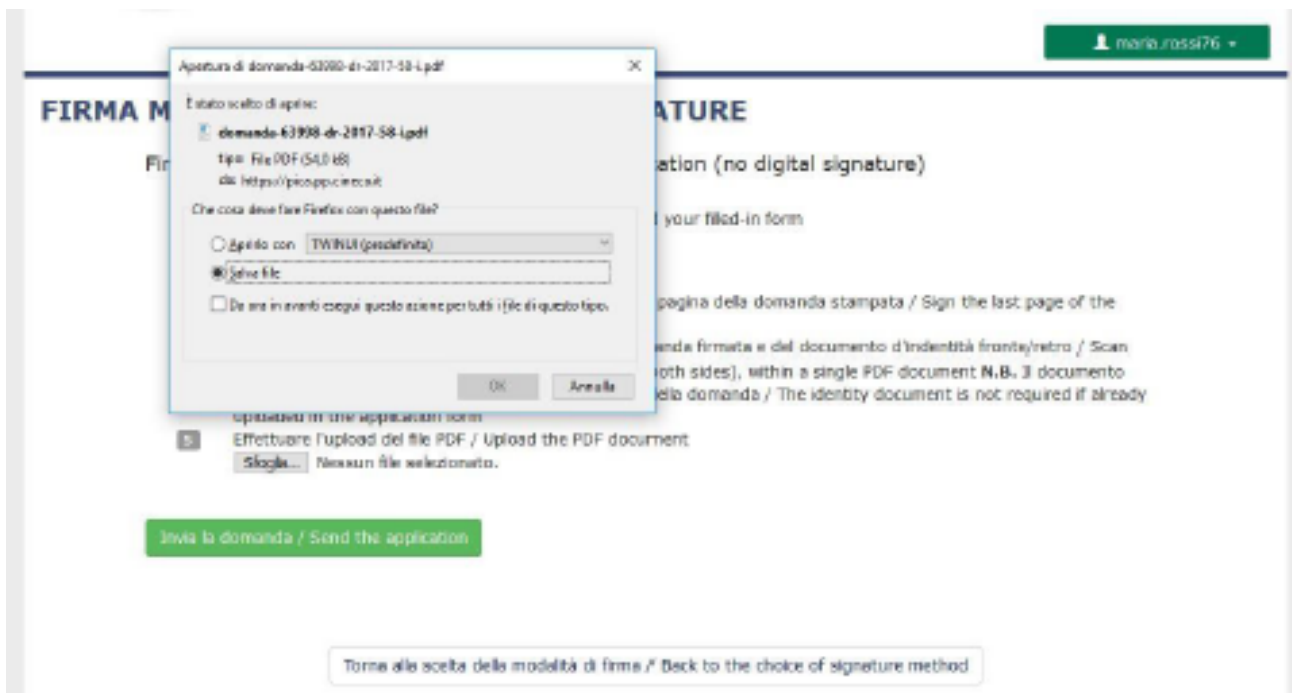 maria.rossi76
Apertura di domanda-63998-dr-2017-58-i.pdf
È stato scelto di aprire:
FIRMA M
ATURE
domanda-63998-dr-2017-58-i.pdf
tipo: File PDF (54,0 kB)
Fir
ation (no digital signature)
da: https://pica.pp.cineca.it
Che cosa deve fare Firefox con questo file?
your filled-in form
Aprirlo con TWINUI (predefinita)
Salva file
Da ora in avanti esegui questa azione per tutti i file di questo tipo.
pagina della domanda stampata / Sign the last page of the
anda firmata e del documento d'indentità fronte/retro / Scan
oth sides), within a single PDF document N.B. Il documento
OK Annulla
ella domanda / The identity document is not required if already
uploaded in the application form
5 Effettuare l'upload del file PDF / Upload the PDF document
Sfoglia... Nessun file selezionato.
Invia la domanda / Send the application
Torna alla scelta della modalità di firma / Back to the choice of signature method